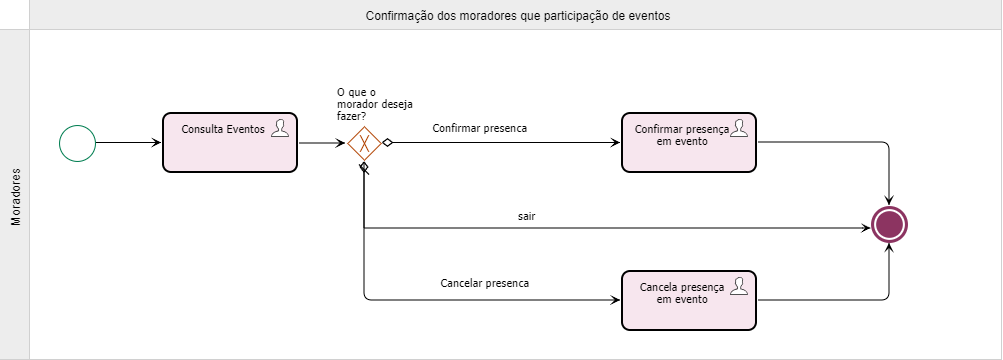 Confirmação dos moradores que participação de eventos
Moradores
O que o
morador deseja
fazer?
Consulta Eventos
Confirmar presenca
Confirmar presença
em evento
sair
Cancelar presenca
Cancela presença
em evento